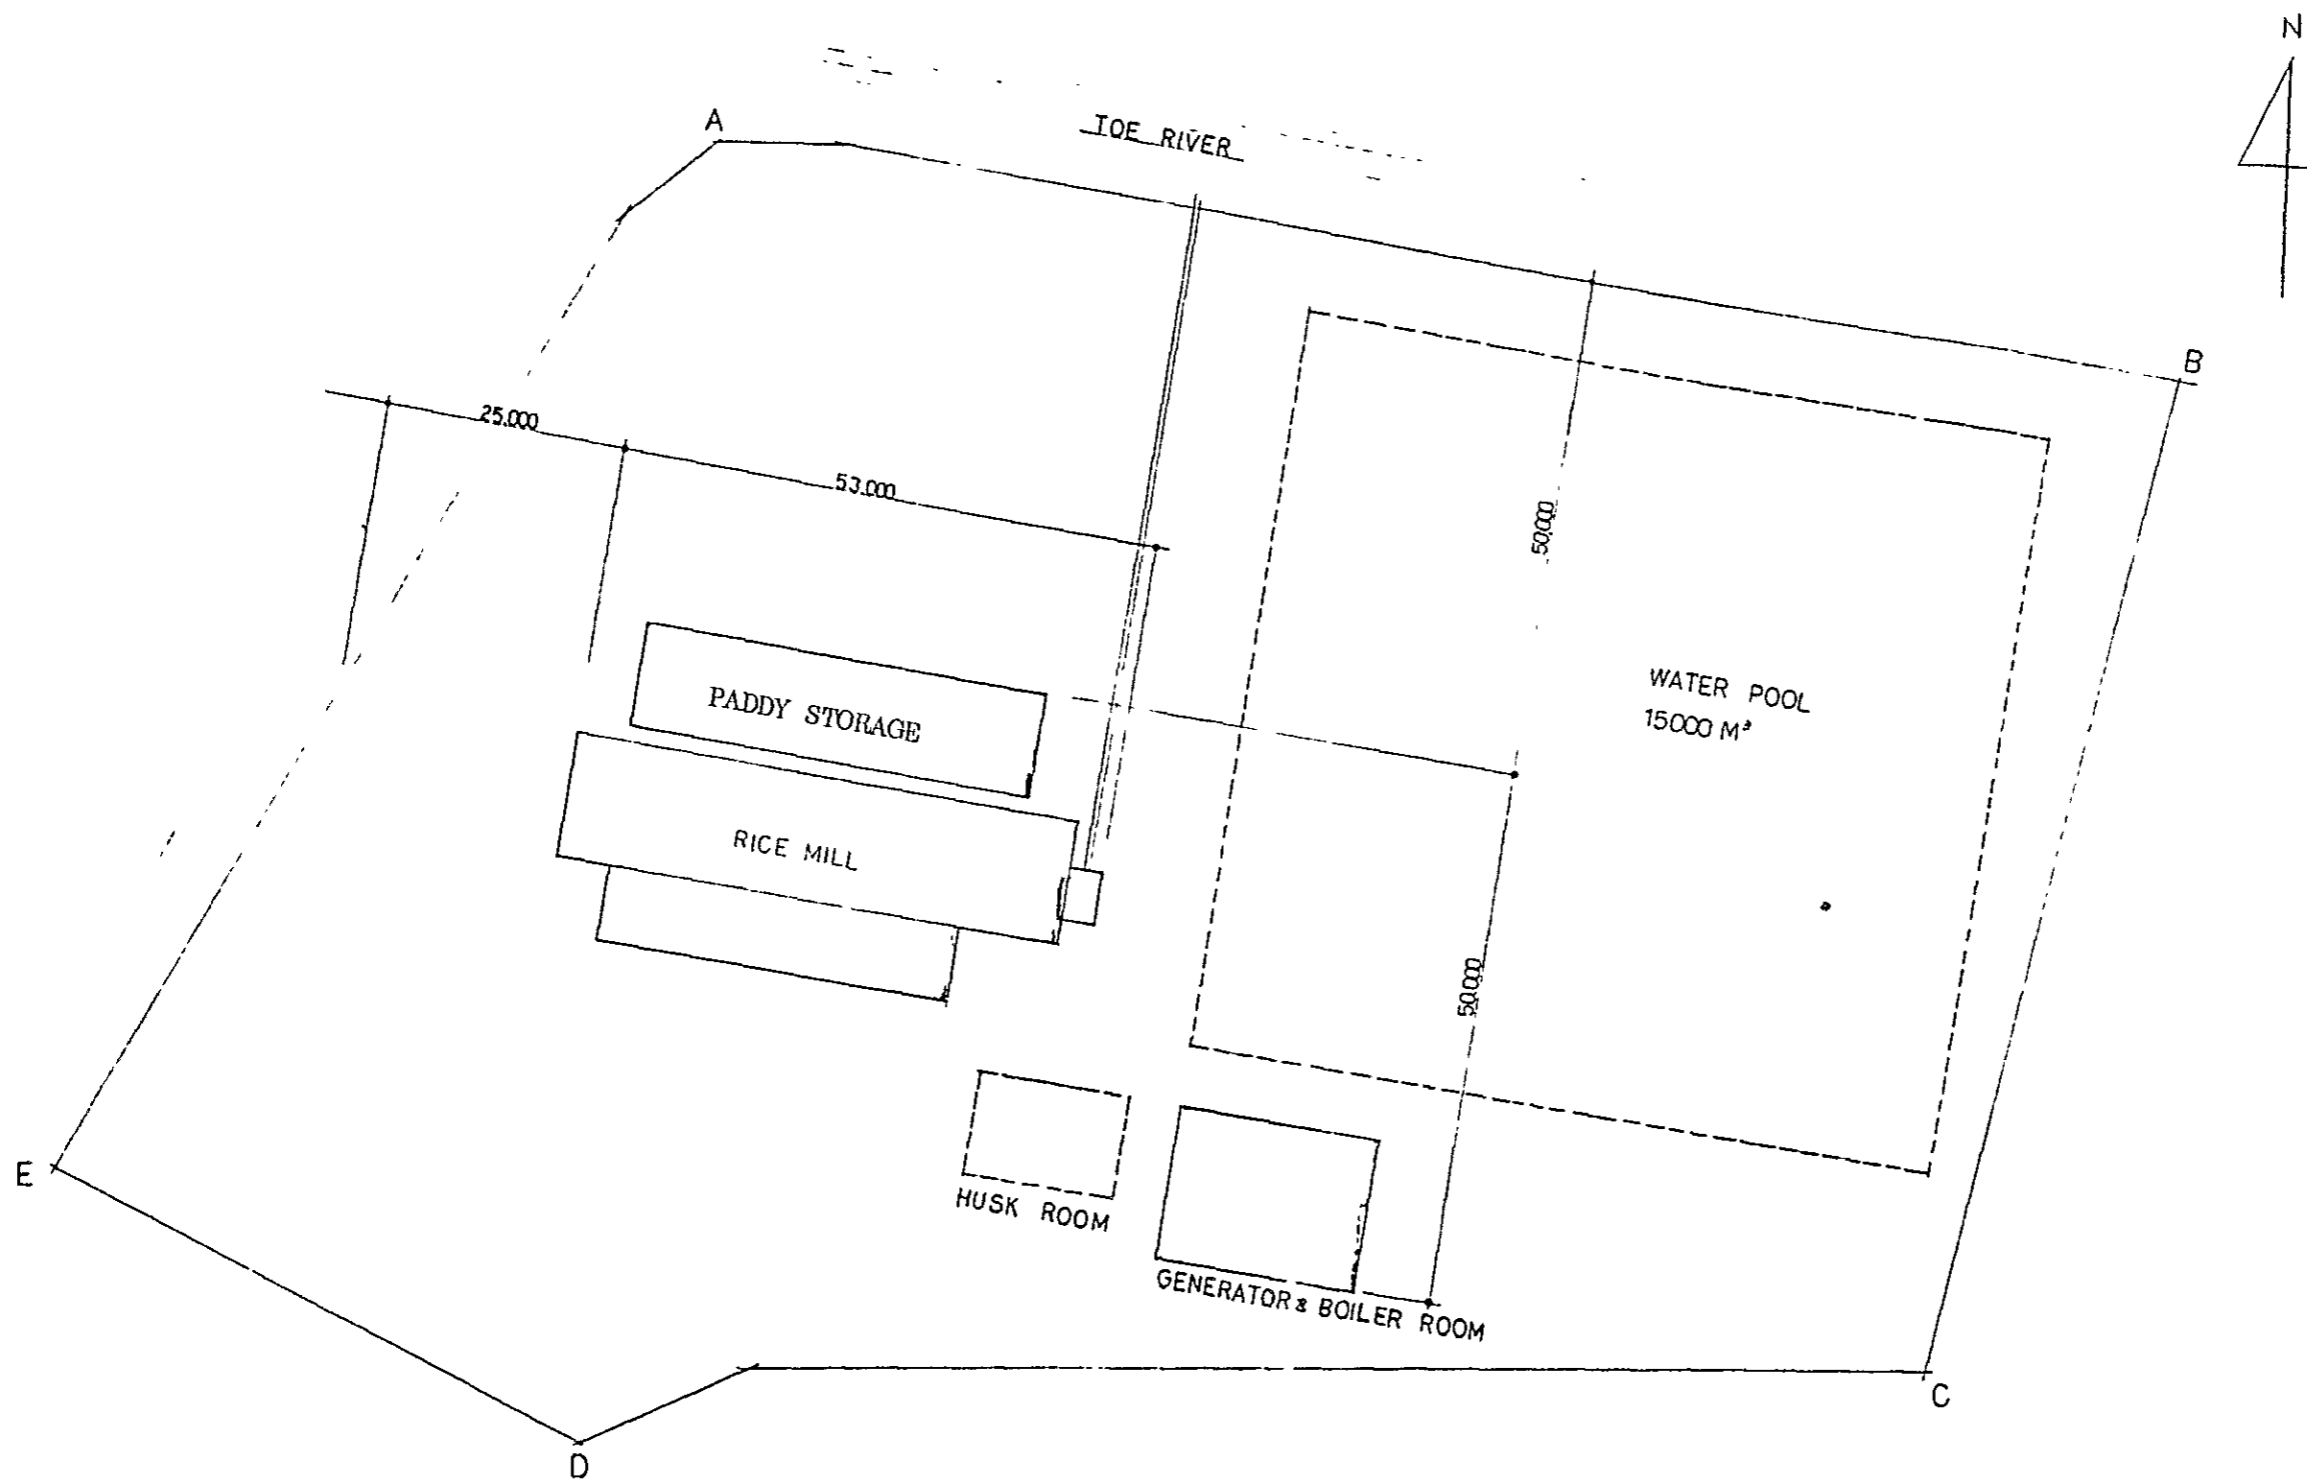 N
A
TOE RIVER
B
25.000
53.000
50.000
PADDY STORAGE
WATER POOL
15000 M³
RICE MILL
50.000
E
HUSK ROOM
GENERATOR & BOILER ROOM
C
D